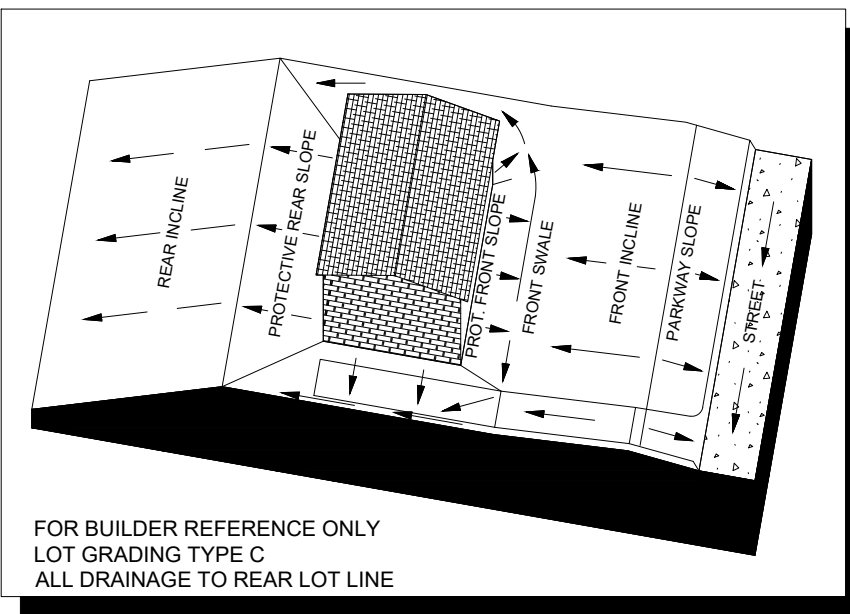 REAR INCLINE
PROTECTIVE REAR SLOPE
PROT. FRONT SLOPE
FRONT SWALE
FRONT INCLINE
PARKWAY SLOPE
STREET
FOR BUILDER REFERENCE ONLY
LOT GRADING TYPE C
ALL DRAINAGE TO REAR LOT LINE